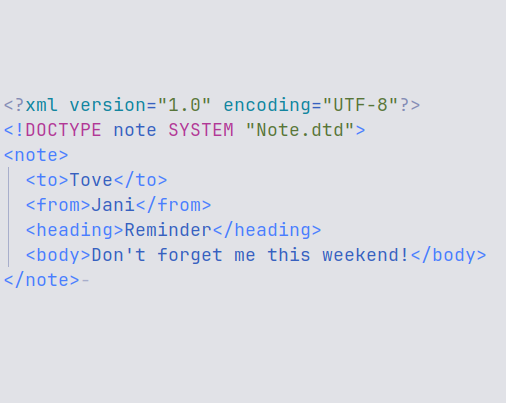 <?xml version="1.0" encoding="UTF-8"?>
<!DOCTYPE note SYSTEM "Note.dtd">
<note>
  <to>Tove</to>
  <from>Jani</from>
  <heading>Reminder</heading>
  <body>Don't forget me this weekend!</body>
</note>-